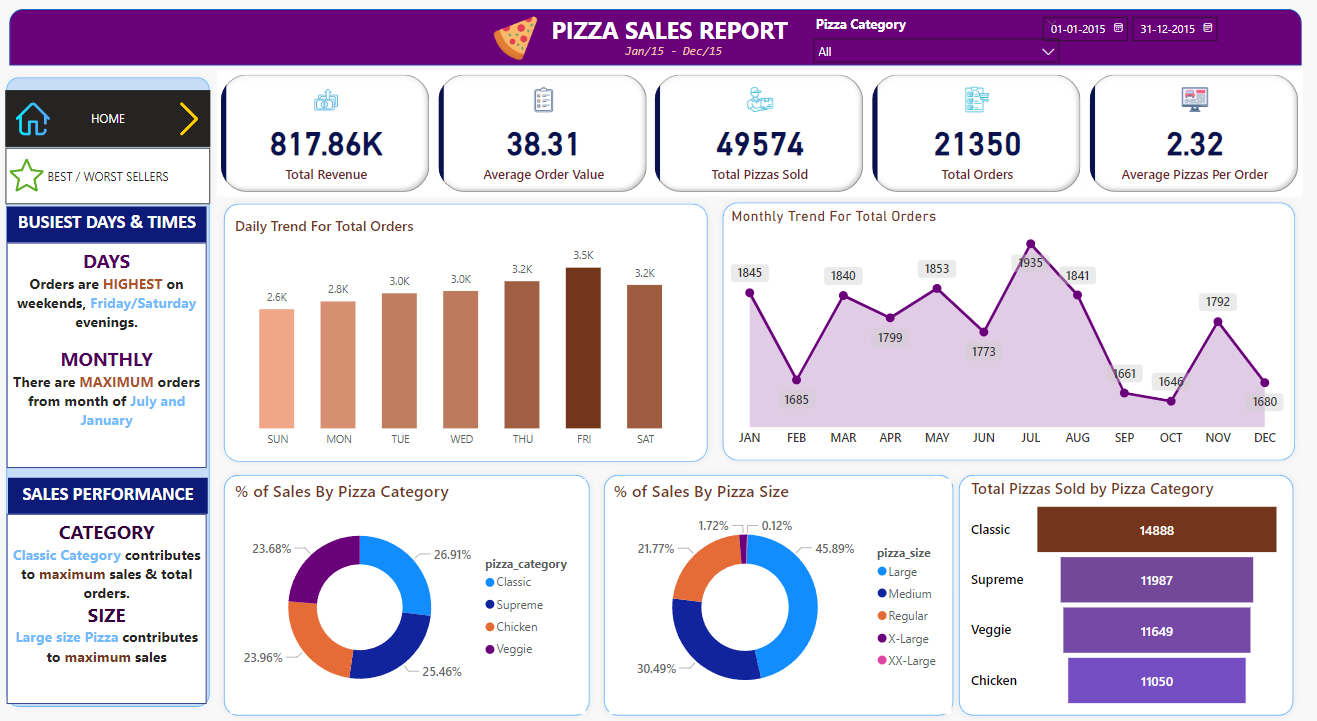 PIZZA SALES REPORT
Jan/15 - Dec/15
Pizza Category
All
01-01-2015
31-12-2015
HOME
BEST / WORST SELLERS
BUSIEST DAYS & TIMES
DAYS
Orders are HIGHEST on
weekends, Friday/Saturday
evenings.
MONTHLY
There are MAXIMUM orders
from month of July and
January
SALES PERFORMANCE
CATEGORY
Classic Category contributes
to maximum sales & total
orders.
SIZE
Large size Pizza contributes
to maximum sales
817.86K
Total Revenue
38.31
Average Order Value
49574
Total Pizzas Sold
21350
Total Orders
2.32
Average Pizzas Per Order
Daily Trend For Total Orders
2.6K
2.8K
3.0K
3.0K
3.2K
3.5K
3.2K
SUN MON TUE WED THU FRI SAT
Monthly Trend For Total Orders
1845
1685
1840
1799
1853
1773
1935
1841
1661
1646
1792
1680
JAN FEB MAR APR MAY JUN JUL AUG SEP OCT NOV DEC
% of Sales By Pizza Category
23.68%
26.91%
23.96%
25.46%
pizza_category
Classic
Supreme
Chicken
Veggie
% of Sales By Pizza Size
1.72%
0.12%
21.77%
45.89%
30.49%
pizza_size
Large
Medium
Regular
X-Large
XX-Large
Total Pizzas Sold by Pizza Category
Classic 14888
Supreme 11987
Veggie 11649
Chicken 11050